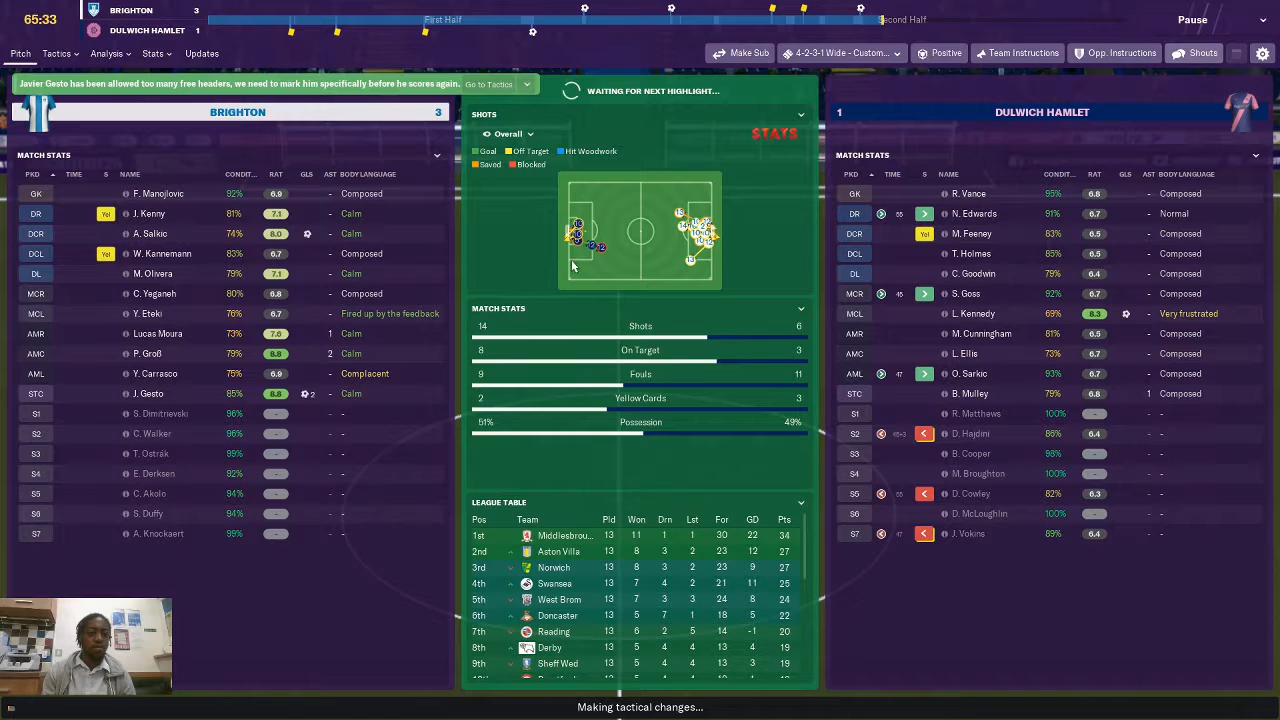 65:33
BRIGHTON 3
DULWICH HAMLET 1
First Half
Second Half
Pause
Pitch Tactics Analysis Stats Updates
Make Sub 4-2-3-1 Wide - Custom... Positive Team Instructions Opp. Instructions Shouts
Javier Gesto has been allowed too many free headers, we need to mark him specifically before he scores again. Go to Tactics
BRIGHTON 3
MATCH STATS
PKD TIME S NAME CONDIT... RAT GLS AST BODY LANGUAGE
GK F. Manojlovic 92% 6.9 - Composed
DR Yel J. Kenny 81% 7.1 - Calm
DCR A. Salkic 74% 8.0 - Calm
DCL Yel W. Kannemann 83% 6.7 - Composed
DL M. Olivera 79% 7.1 - Calm
MCR C. Yeganeh 80% 6.8 - Composed
MCL Y. Eteki 76% 6.7 - Fired up by the feedback
AMR Lucas Moura 73% 7.6 1 Calm
AMC P. Groß 79% 8.8 2 Calm
AML Y. Carrasco 75% 6.9 - Complacent
STC J. Gesto 85% 8.8 2 - Calm
S1 S. Dimitrievski 96% - - -
S2 C. Walker 96% - - -
S3 T. Ostrák 99% - - -
S4 E. Derksen 92% - - -
S5 C. Akolo 94% - - -
S6 S. Duffy 94% - - -
S7 A. Knockaert 99% - - -
WAITING FOR NEXT HIGHLIGHT...
SHOTS
Overall
STAYS
Goal Off Target Hit Woodwork
Saved Blocked
MATCH STATS
14 Shots 6
8 On Target 3
9 Fouls 11
2 Yellow Cards 3
51% Possession 49%
LEAGUE TABLE
Pos Team Pld Won Drn Lst For GD Pts
1st Middlesbrou... 13 11 1 1 30 22 34
2nd Aston Villa 13 8 3 2 23 12 27
3rd Norwich 13 8 3 2 23 9 27
4th Swansea 13 7 4 2 21 11 25
5th West Brom 13 7 3 3 24 8 24
6th Doncaster 13 5 7 1 18 5 22
7th Reading 13 6 2 5 14 -1 20
8th Derby 13 5 4 4 13 4 19
9th Sheff Wed 13 5 4 4 13 3 19
1 DULWICH HAMLET
MATCH STATS
PKD TIME S NAME CONDIT... RAT GLS AST BODY LANGUAGE
GK R. Vance 95% 6.8 - Composed
DR 55 N. Edwards 91% 6.7 - Normal
DCR Yel M. Feeney 83% 6.5 - Composed
DCL T. Holmes 85% 6.5 - Composed
DL C. Goodwin 79% 6.4 - Composed
MCR 45 S. Goss 92% 6.7 - Composed
MCL L. Kennedy 69% 8.3 - Very frustrated
AMR M. Cunningham 81% 6.5 - Composed
AMC L. Ellis 73% 6.7 - Composed
AML 47 O. Sarkic 93% 6.7 - Composed
STC B. Mulley 79% 6.8 1 Composed
S1 R. Matthews 100% - - -
S2 D. Hajdini 86% 6.4 - -
S3 B. Cooper 98% - - -
S4 M. Broughton 100% - - -
S5 55 D. Cowley 82% 6.3 - -
S6 D. McLoughlin 100% - - -
S7 47 J. Vokins 89% 6.4 - -
Making tactical changes...